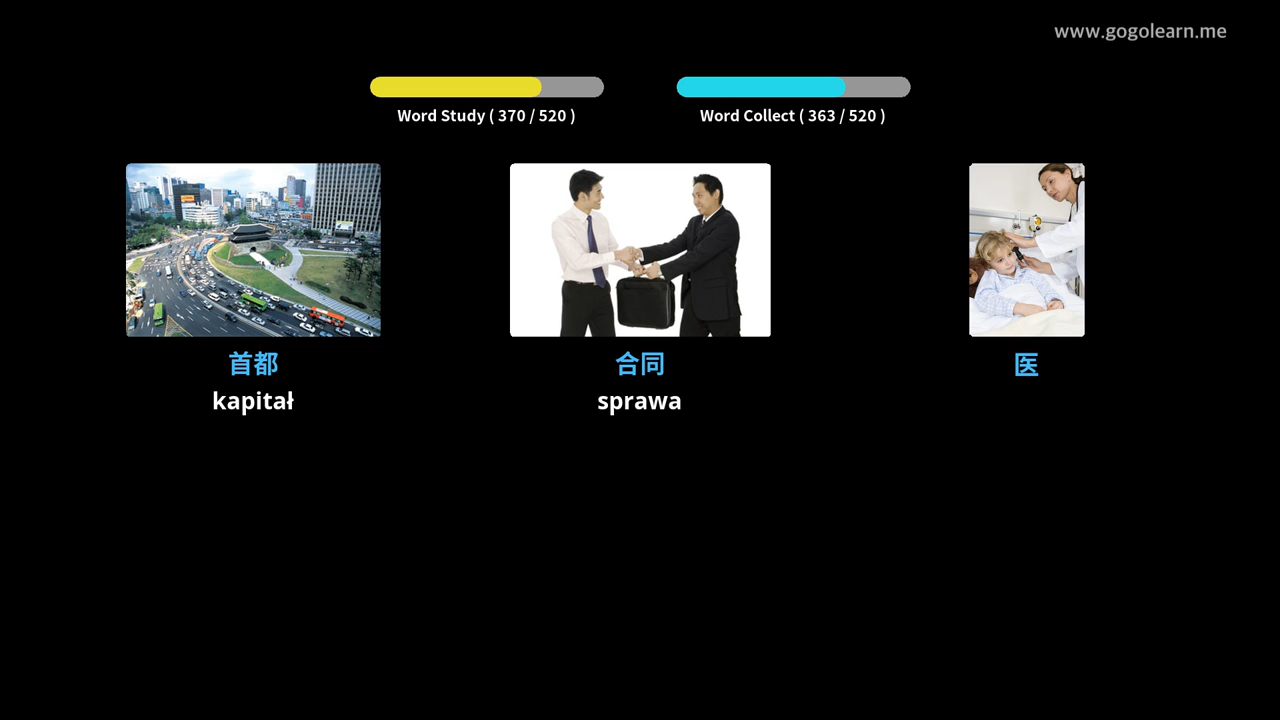 www.gogolearn.me
Word Study ( 370 / 520 )
Word Collect ( 363 / 520 )
首都
合同
医
kapitał
sprawa